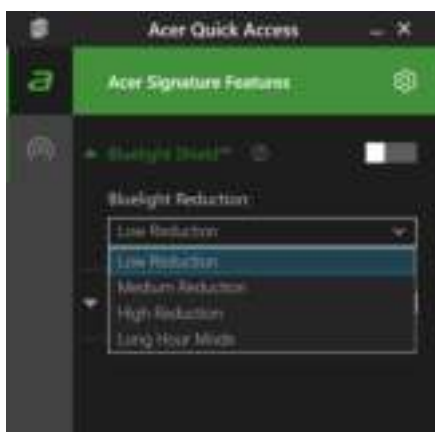 Acer Quick Access
a
Acer Signature Features
Bluelight Shield™
Bluelight Reduction
Low Reduction
Low Reduction
Medium Reduction
High Reduction
Long Hour Mode